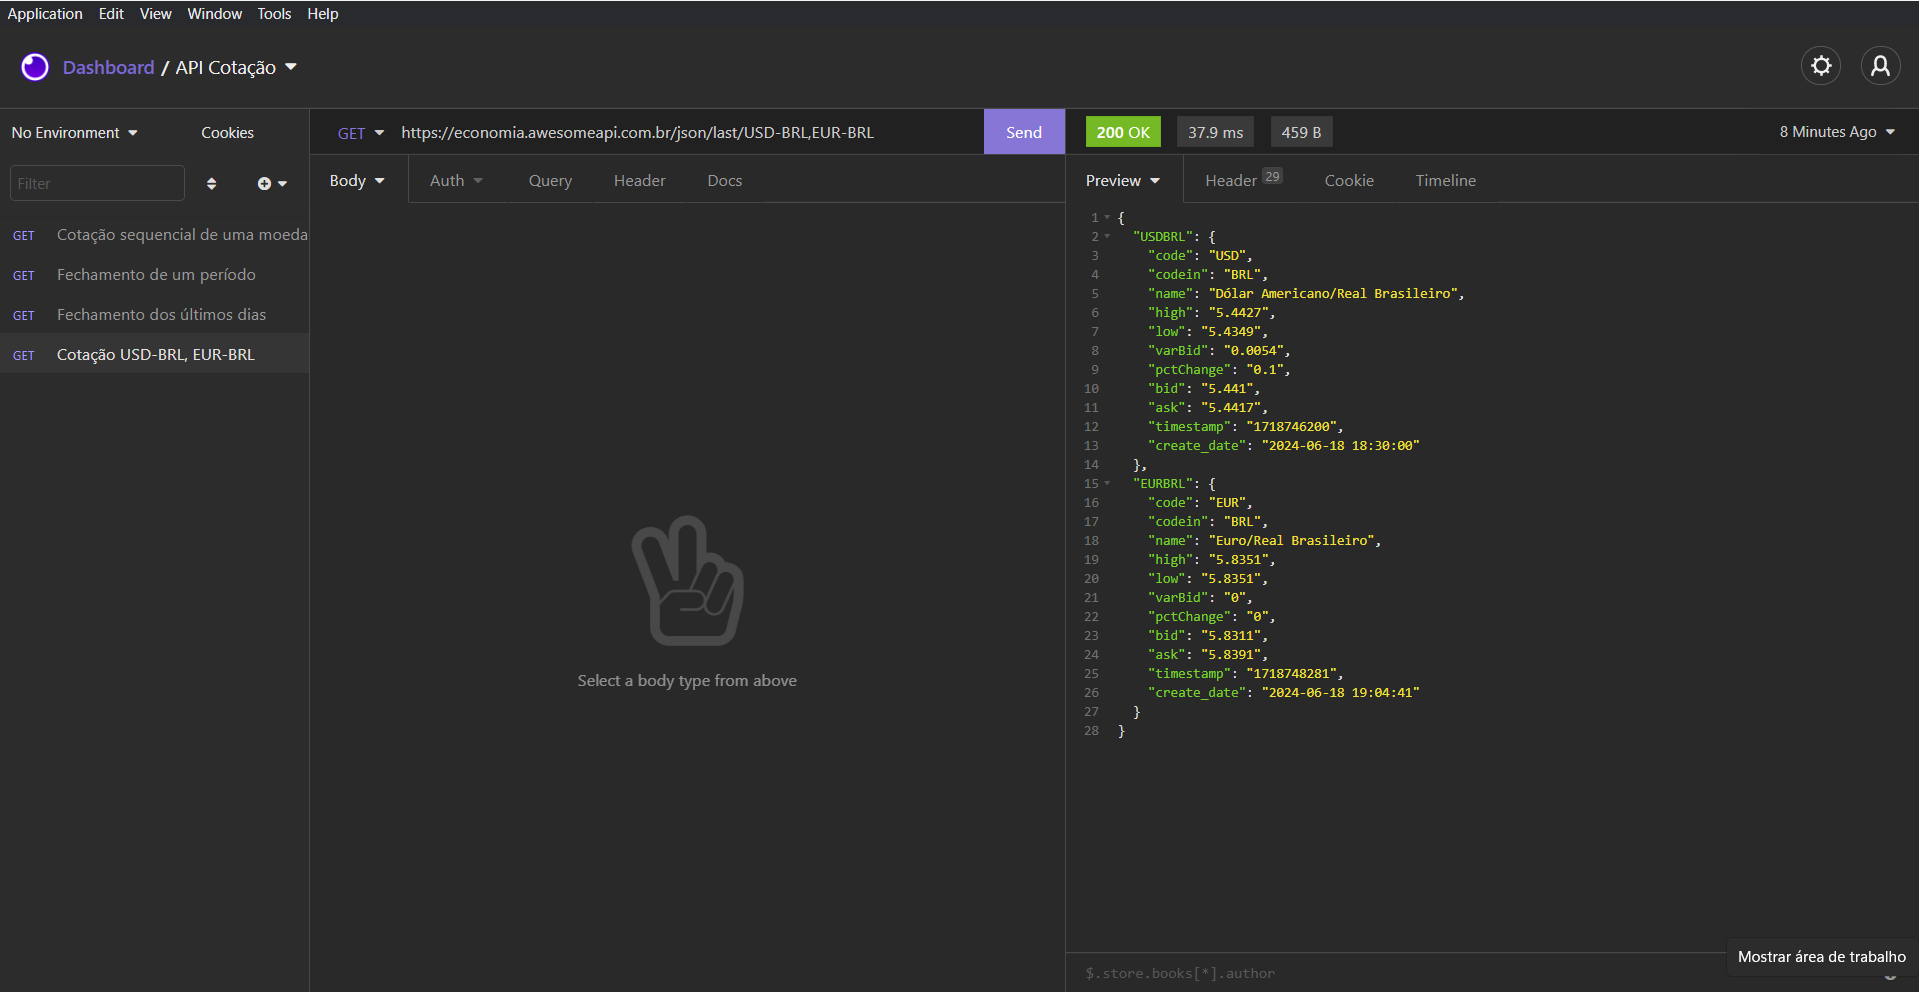 Application Edit View Window Tools Help
Dashboard / API Cotação
No Environment Cookies
Filter
GET Cotação sequencial de uma moeda
GET Fechamento de um período
GET Fechamento dos últimos dias
GET Cotação USD-BRL, EUR-BRL
GET https://economia.awesomeapi.com.br/json/last/USD-BRL,EUR-BRL Send
Body Auth Query Header Docs
Select a body type from above
200 OK 37.9 ms 459 B 8 Minutes Ago
Preview Header 29 Cookie Timeline
1 {
2 "USDBRL": {
3 "code": "USD",
4 "codein": "BRL",
5 "name": "Dólar Americano/Real Brasileiro",
6 "high": "5.4427",
7 "low": "5.4349",
8 "varBid": "0.0054",
9 "pctChange": "0.1",
10 "bid": "5.441",
11 "ask": "5.4417",
12 "timestamp": "1718746200",
13 "create_date": "2024-06-18 18:30:00"
14 },
15 "EURBRL": {
16 "code": "EUR",
17 "codein": "BRL",
18 "name": "Euro/Real Brasileiro",
19 "high": "5.8351",
20 "low": "5.8351",
21 "varBid": "0",
22 "pctChange": "0",
23 "bid": "5.8311",
24 "ask": "5.8391",
25 "timestamp": "1718748281",
26 "create_date": "2024-06-18 19:04:41"
27 }
28 }
$.store.books[*].author
Mostrar área de trabalho